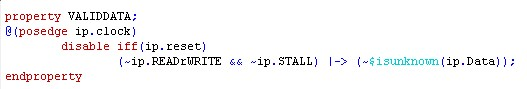 property VALIDDATA;
@(posedge ip.clock)
disable iff(ip.reset)
(~ip.READrWRITE && ~ip.STALL) |-> (~$isunknown(ip.Data));
endproperty